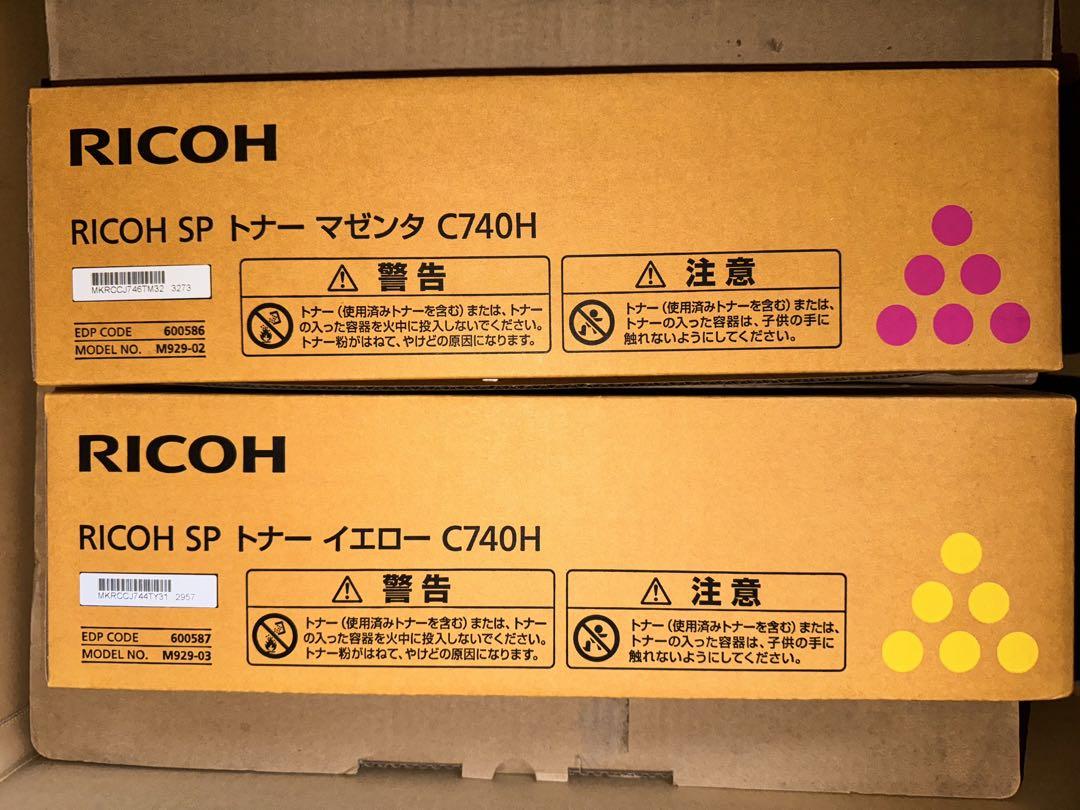 RICOH
RICOH SP トナー マゼンタ C740H
MKRCCJ746TM32 3273
EDP CODE 600586
MODEL NO. M929-02
警告
トナー（使用済みトナーを含む）または、トナー
の入った容器を火中に投入しないでください。
トナー粉がはねて、やけどの原因になります。
注意
トナー（使用済みトナーを含む）または、
トナーの入った容器は、子供の手に
触れないようにしてください。
RICOH
RICOH SP トナー イエロー C740H
MKRCCJ744TY31 2957
EDP CODE 600587
MODEL NO. M929-03
警告
トナー（使用済みトナーを含む）または、トナー
の入った容器を火中に投入しないでください。
トナー粉がはねて、やけどの原因になります。
注意
トナー（使用済みトナーを含む）または、
トナーの入った容器は、子供の手に
触れないようにしてください。